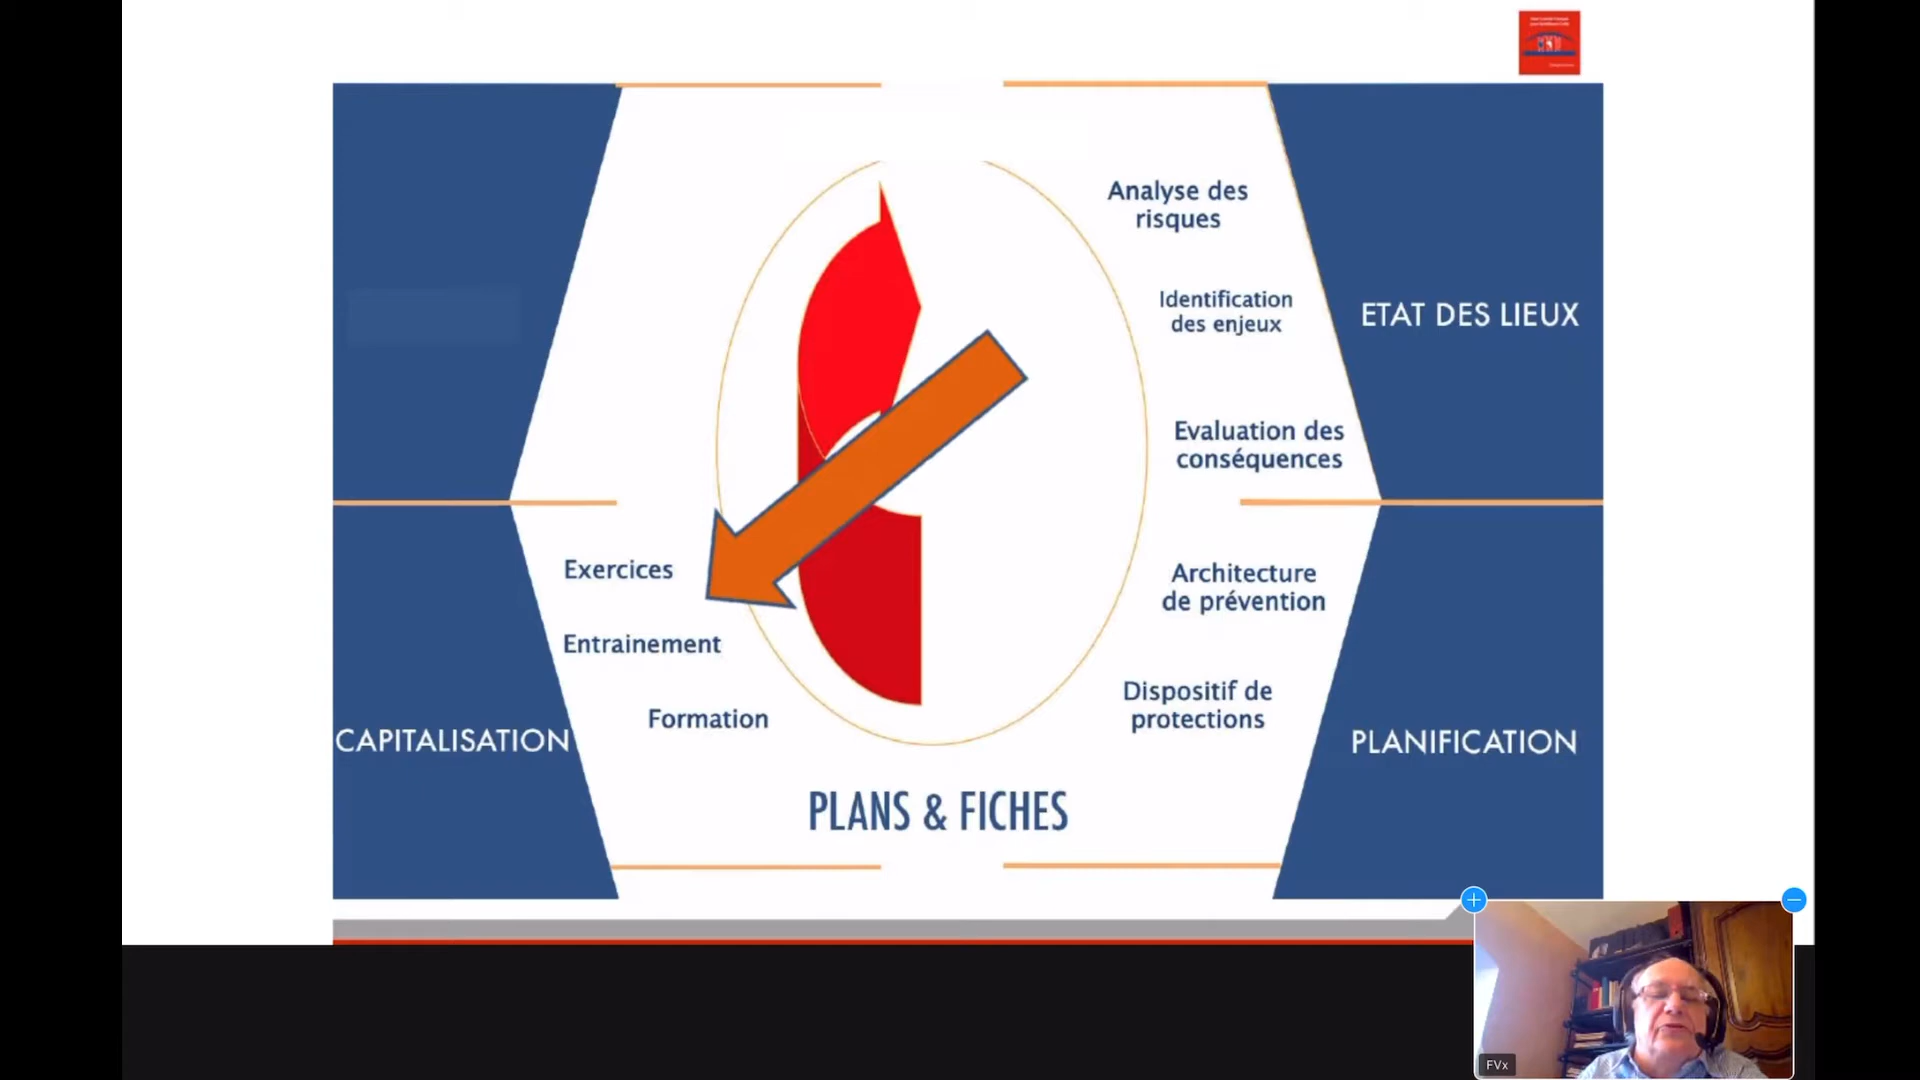 Analyse des
risques
Identification
des enjeux
ETAT DES LIEUX
Evaluation des
conséquences
Exercices
Architecture
de prévention
Entrainement
Dispositif de
protections
Formation
CAPITALISATION
PLANIFICATION
PLANS & FICHES
FVx